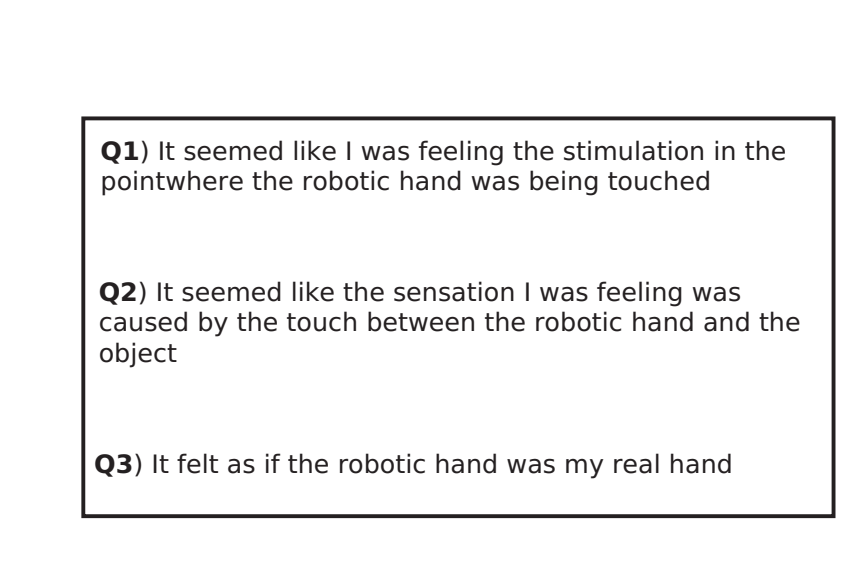 Q1) It seemed like I was feeling the stimulation in the
pointwhere the robotic hand was being touched
Q2) It seemed like the sensation I was feeling was
caused by the touch between the robotic hand and the
object
Q3) It felt as if the robotic hand was my real hand